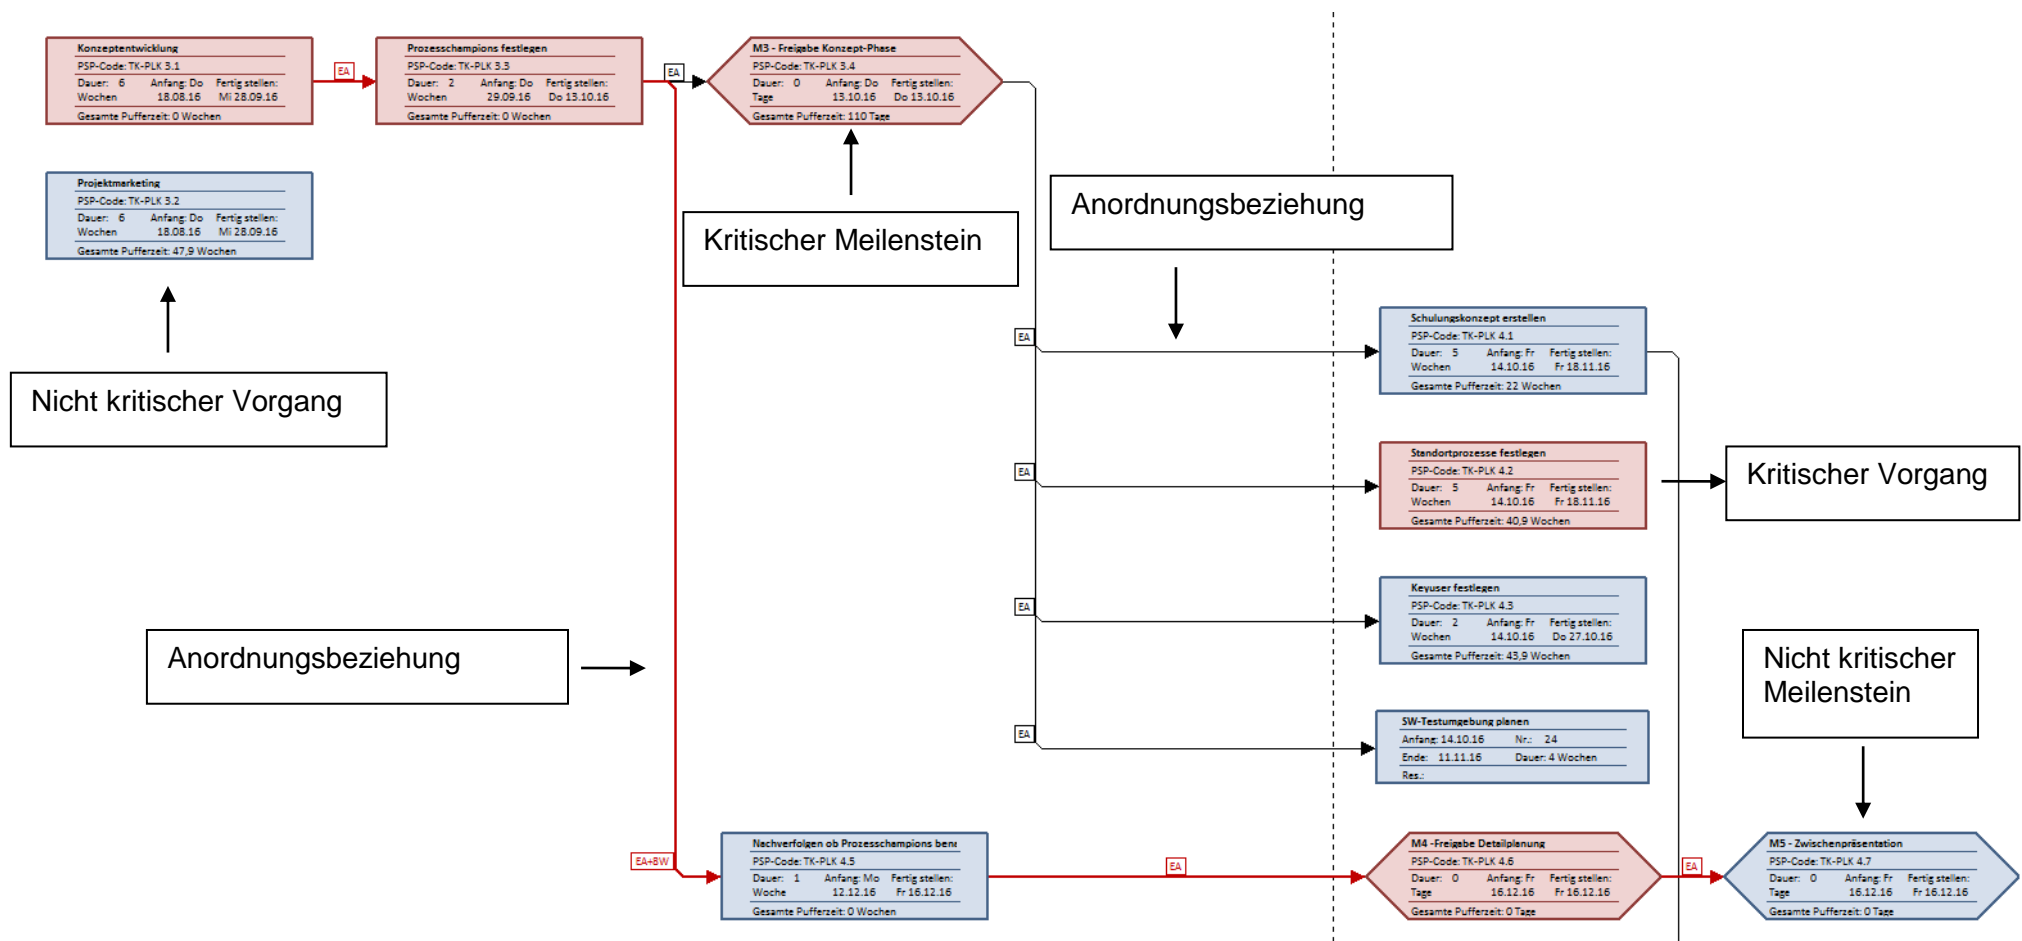 Konzeptentwicklung
PSP-Code: TK-PLK 3.1
Dauer: 6 Anfang: Do Fertig stellen:
Wochen 18.08.16 Mi 28.09.16
Gesamte Pufferzeit: 0 Wochen
EA
Prozesschampions festlegen
PSP-Code: TK-PLK 3.3
Dauer: 2 Anfang: Do Fertig stellen:
Wochen 29.09.16 Do 13.10.16
Gesamte Pufferzeit: 0 Wochen
EA
M3 - Freigabe Konzept-Phase
PSP-Code: TK-PLK 3.4
Dauer: 0 Anfang: Do Fertig stellen:
Tage 13.10.16 Do 13.10.16
Gesamte Pufferzeit: 110 Tage
Projektmarketing
PSP-Code: TK-PLK 3.2
Dauer: 6 Anfang: Do Fertig stellen:
Wochen 18.08.16 Mi 28.09.16
Gesamte Pufferzeit: 47,9 Wochen
Kritischer Meilenstein
Anordnungsbeziehung
Nicht kritischer Vorgang
EA
Schulungskonzept erstellen
PSP-Code: TK-PLK 4.1
Dauer: 5 Anfang: Fr Fertig stellen:
Wochen 14.10.16 Fr 18.11.16
Gesamte Pufferzeit: 22 Wochen
EA
Standortprozesse festlegen
PSP-Code: TK-PLK 4.2
Dauer: 5 Anfang: Fr Fertig stellen:
Wochen 14.10.16 Fr 18.11.16
Gesamte Pufferzeit: 40,9 Wochen
Kritischer Vorgang
EA
Keyuser festlegen
PSP-Code: TK-PLK 4.3
Dauer: 2 Anfang: Fr Fertig stellen:
Wochen 14.10.16 Do 27.10.16
Gesamte Pufferzeit: 43,9 Wochen
Anordnungsbeziehung
Nicht kritischer
Meilenstein
EA
SW-Testumgebung planen
Anfang: 14.10.16 Nr.: 24
Ende: 11.11.16 Dauer: 4 Wochen
Res.:
EA+8W
Nachverfolgen ob Prozesschampions bena
PSP-Code: TK-PLK 4.5
Dauer: 1 Anfang: Mo Fertig stellen:
Woche 12.12.16 Fr 16.12.16
Gesamte Pufferzeit: 0 Wochen
EA
M4 -Freigabe Detailplanung
PSP-Code: TK-PLK 4.6
Dauer: 0 Anfang: Fr Fertig stellen:
Tage 16.12.16 Fr 16.12.16
Gesamte Pufferzeit: 0 Tage
EA
M5 - Zwischenpräsentation
PSP-Code: TK-PLK 4.7
Dauer: 0 Anfang: Fr Fertig stellen:
Tage 16.12.16 Fr 16.12.16
Gesamte Pufferzeit: 0 Tage